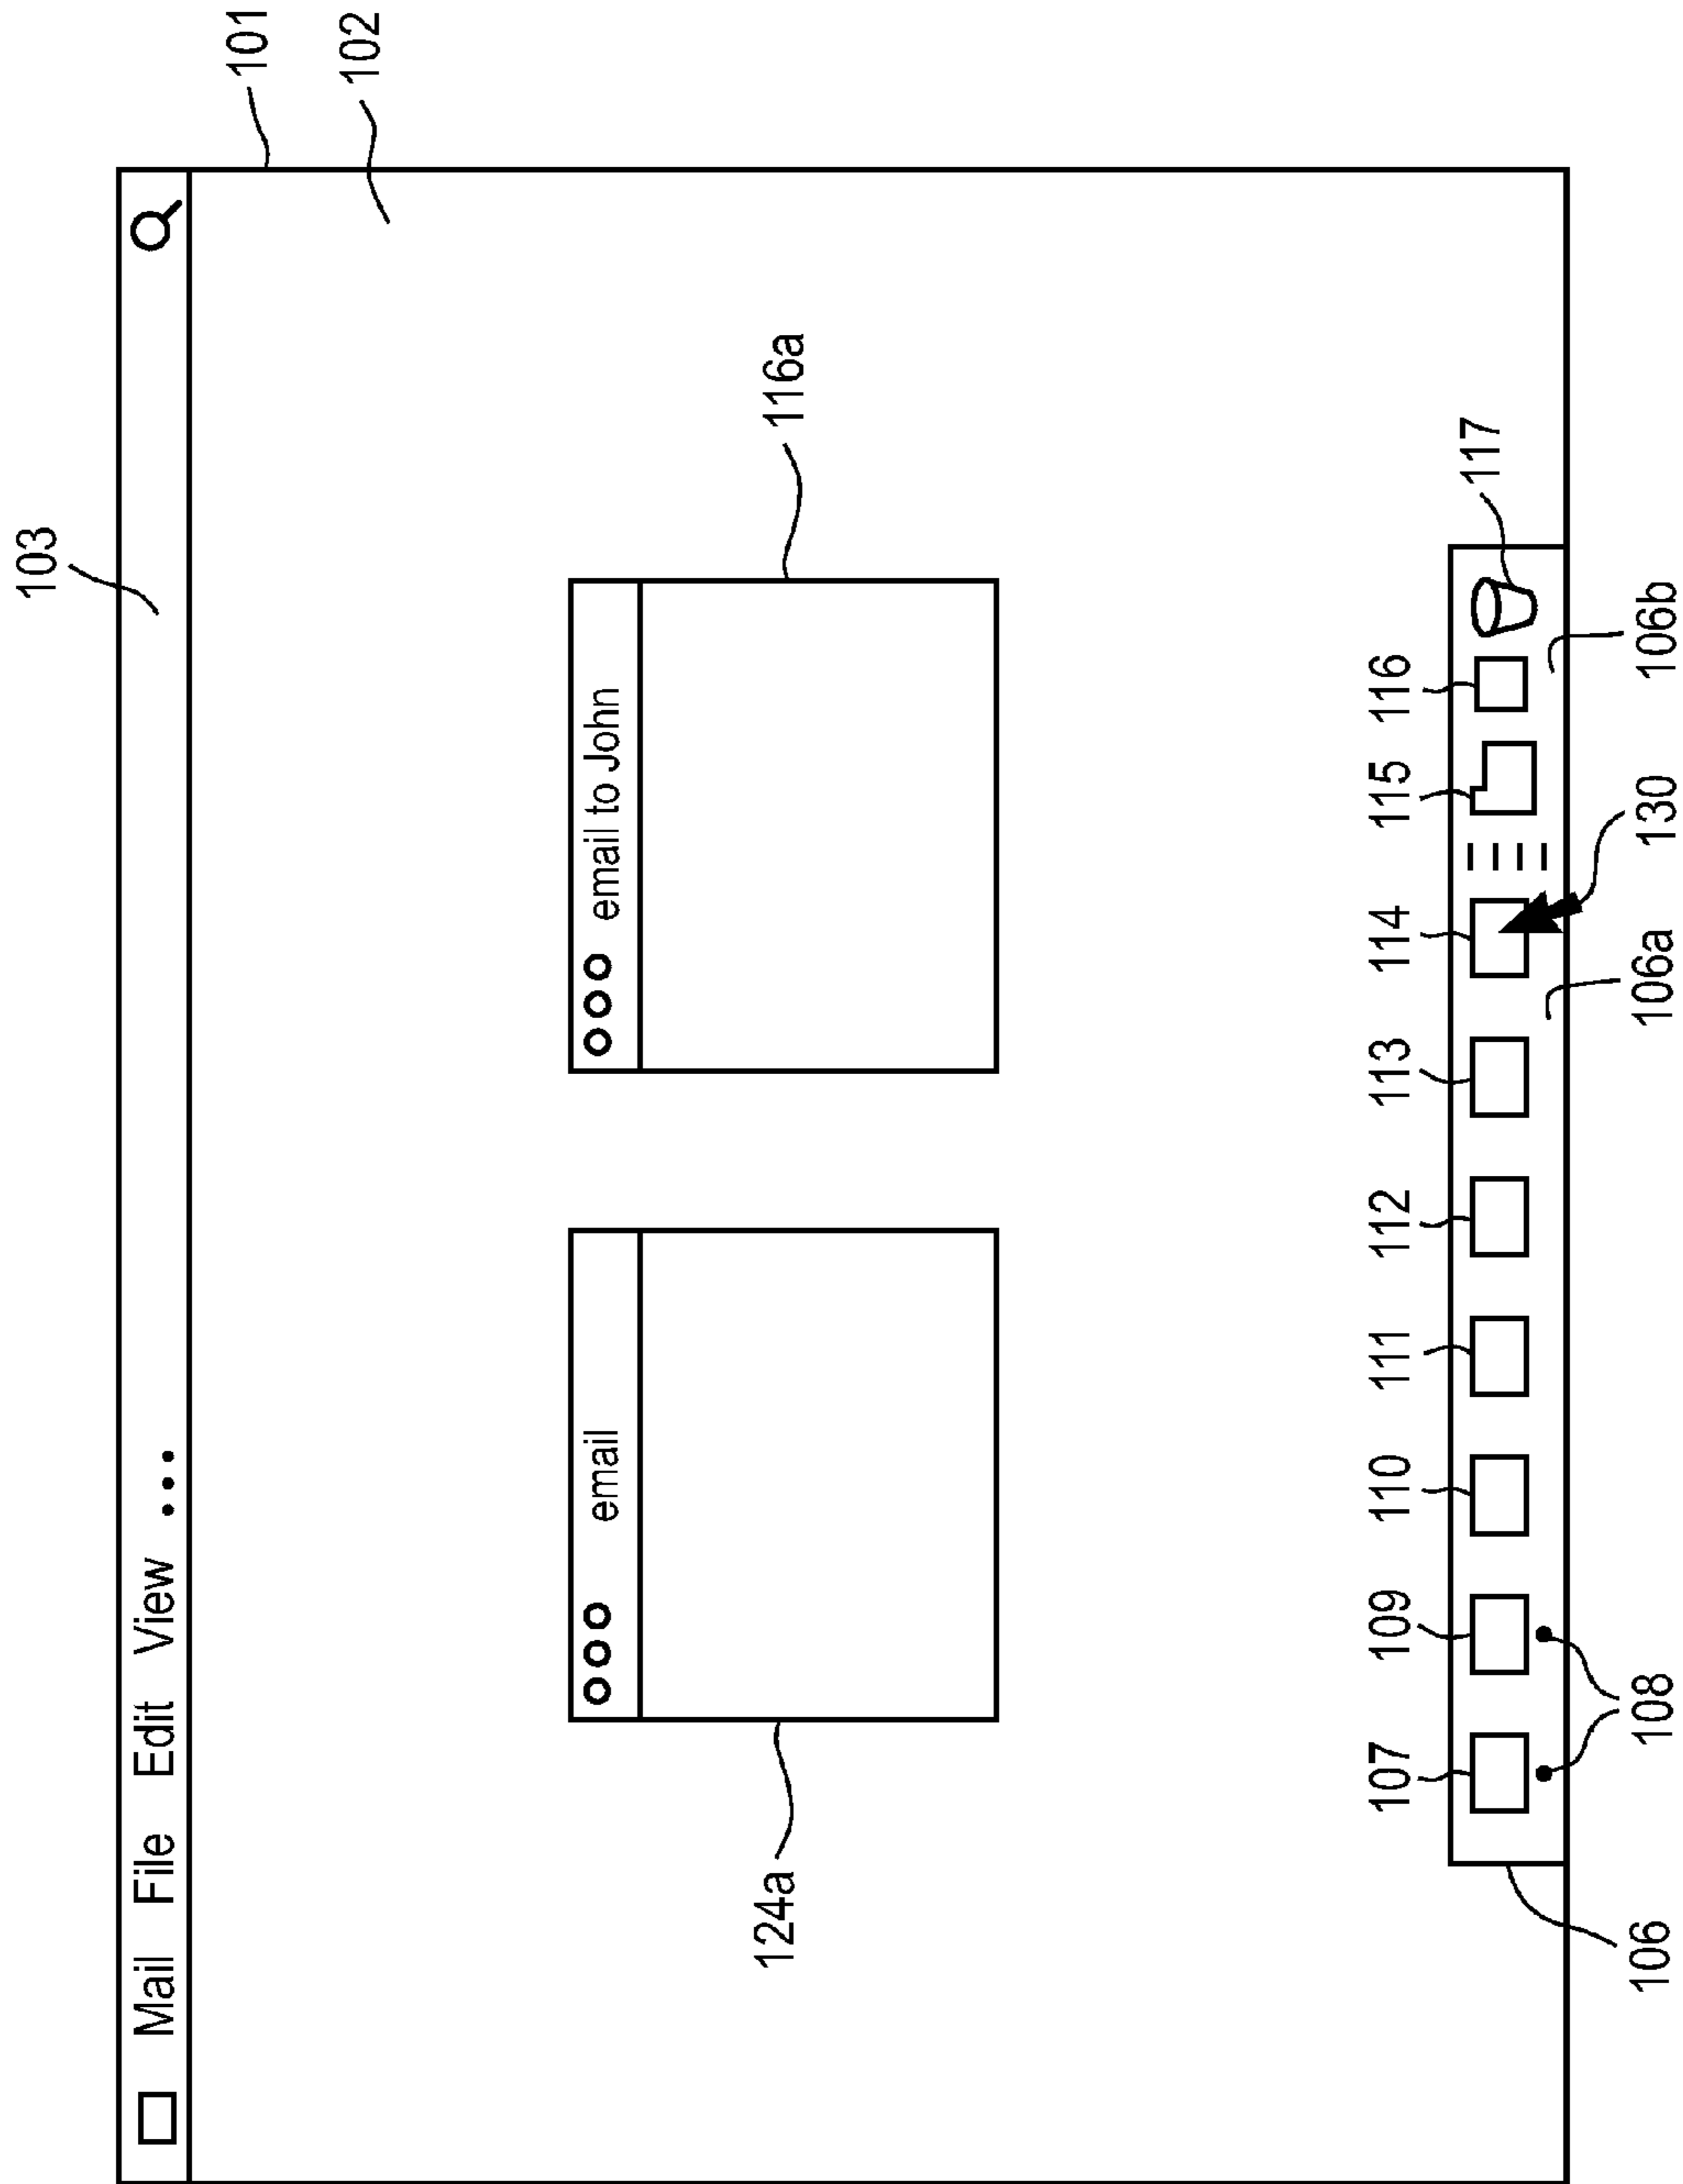 103
101
102
Mail File Edit View ...
email
email to John
124a
116a
107 109 110 111 112 113 114 115 116 117
106 108 106a 130 106b